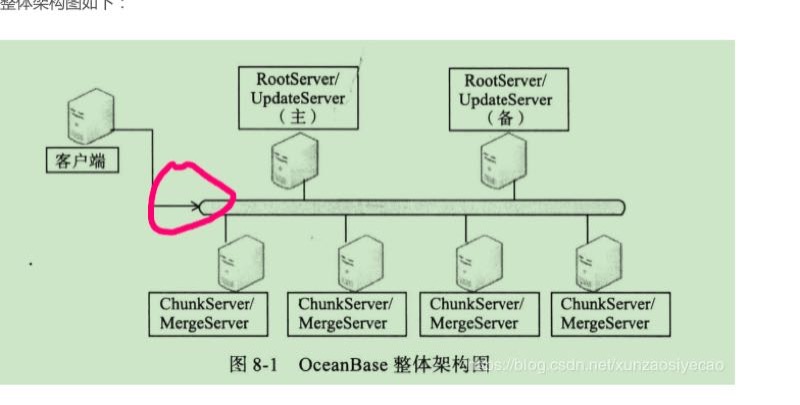 整体架构图如下：
RootServer/
UpdateServer
（主）
RootServer/
UpdateServer
（备）
客户端
ChunkServer/
MergeServer
ChunkServer/
MergeServer
ChunkServer/
MergeServer
ChunkServer/
MergeServer
图 8-1 OceanBase 整体架构图
https://blog.csdn.net/xunzaosiyecao